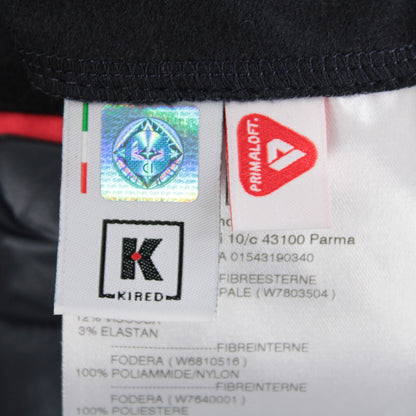 PRIMALOFT.
K
KIRED
10/c 43100 Parma
A 01543190340
FIBREESTERNE
PALE ( W7803504 )
12%
3% ELASTAN
FIBREINTERNE
FODERA ( W6810516 )
100% POLIAMMIDE/NYLON
FIBREINTERNE
FODERA ( W7640001 )
100% POLIESTERE